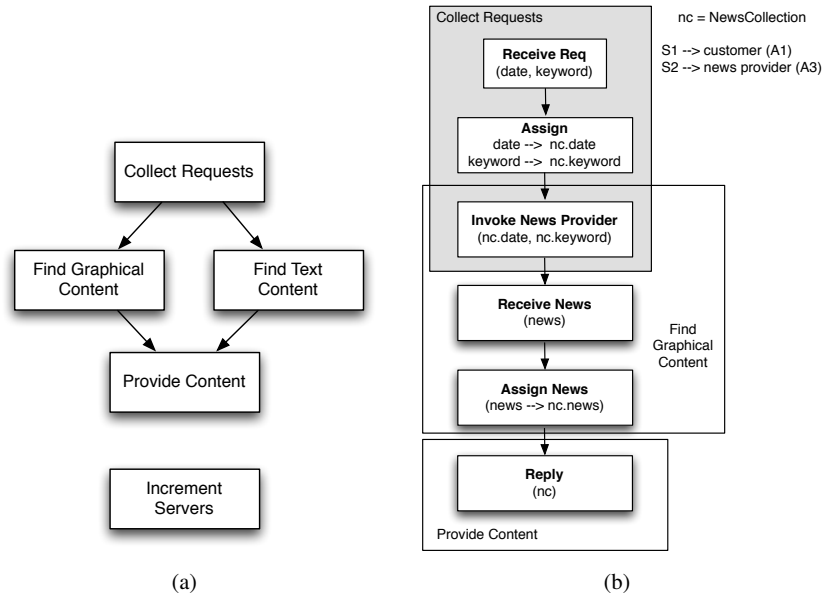 Collect Requests
Find Graphical
Content
Find Text
Content
Provide Content
Increment
Servers
(a)
Collect Requests
nc = NewsCollection
S1 --> customer (A1)
S2 --> news provider (A3)
Receive Req
(date, keyword)
Assign
date --> nc.date
keyword --> nc.keyword
Invoke News Provider
(nc.date, nc.keyword)
Receive News
(news)
Find
Graphical
Content
Assign News
(news --> nc.news)
Reply
(nc)
Provide Content
(b)